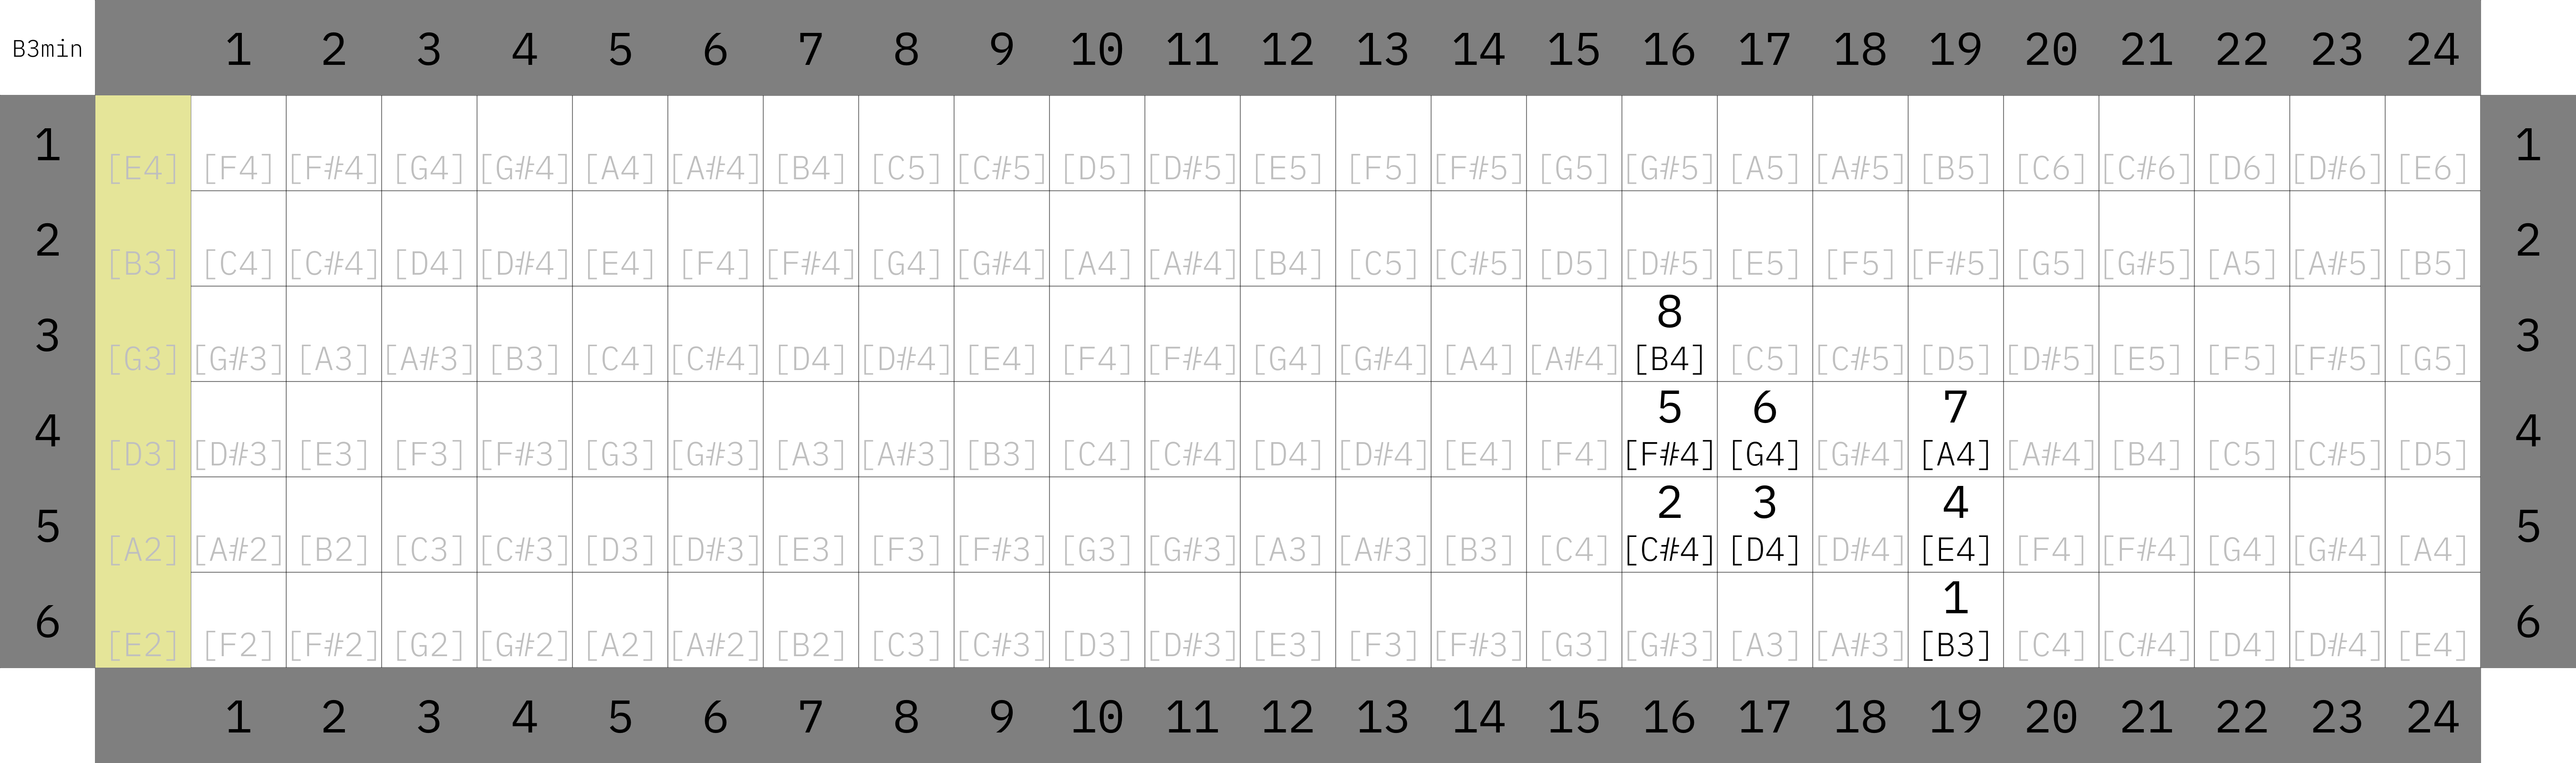 B3min 1 2 3 4 5 6 7 8 9 10 11 12 13 14 15 16 17 18 19 20 21 22 23 24
1 [E4] [F4] [F#4] [G4] [G#4] [A4] [A#4] [B4] [C5] [C#5] [D5] [D#5] [E5] [F5] [F#5] [G5] [G#5] [A5] [A#5] [B5] [C6] [C#6] [D6] [D#6] [E6] 1
2 [B3] [C4] [C#4] [D4] [D#4] [E4] [F4] [F#4] [G4] [G#4] [A4] [A#4] [B4] [C5] [C#5] [D5] [D#5] [E5] [F5] [F#5] [G5] [G#5] [A5] [A#5] [B5] 2
8
3 [G3] [G#3] [A3] [A#3] [B3] [C4] [C#4] [D4] [D#4] [E4] [F4] [F#4] [G4] [G#4] [A4] [A#4] [B4] [C5] [C#5] [D5] [D#5] [E5] [F5] [F#5] [G5] 3
5 6 7
4 [D3] [D#3] [E3] [F3] [F#3] [G3] [G#3] [A3] [A#3] [B3] [C4] [C#4] [D4] [D#4] [E4] [F4] [F#4] [G4] [G#4] [A4] [A#4] [B4] [C5] [C#5] [D5] 4
2 3 4
5 [A2] [A#2] [B2] [C3] [C#3] [D3] [D#3] [E3] [F3] [F#3] [G3] [G#3] [A3] [A#3] [B3] [C4] [C#4] [D4] [D#4] [E4] [F4] [F#4] [G4] [G#4] [A4] 5
1
6 [E2] [F2] [F#2] [G2] [G#2] [A2] [A#2] [B2] [C3] [C#3] [D3] [D#3] [E3] [F3] [F#3] [G3] [G#3] [A3] [A#3] [B3] [C4] [C#4] [D4] [D#4] [E4] 6
1 2 3 4 5 6 7 8 9 10 11 12 13 14 15 16 17 18 19 20 21 22 23 24